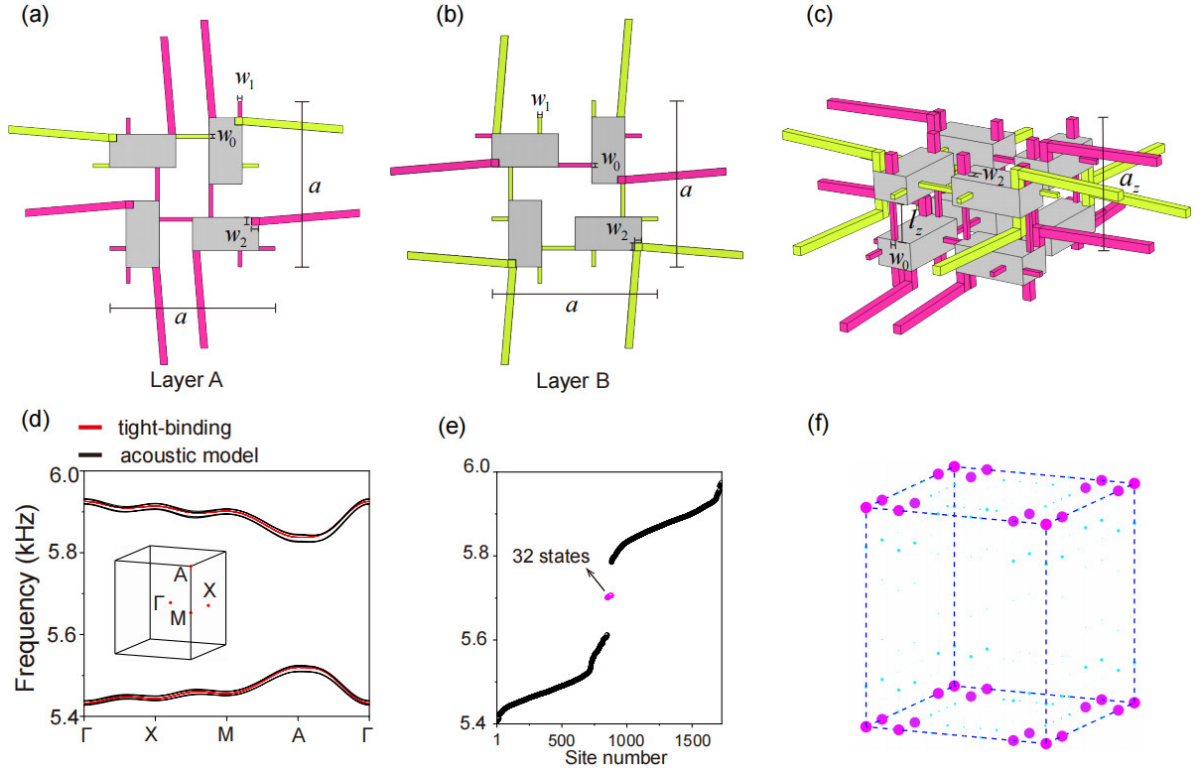 (a)
(b)
(c)
w1
w0
a
w2
a
Layer A
w1
w0
a
w2
a
Layer B
w2
az
lz
w0
(d)
tight-binding
acoustic model
Frequency (kHz)
6.0
5.8
5.6
5.4
A
Γ
X
M
Γ
X
M
A
Γ
(e)
6.0
5.8
5.6
5.4
32 states
1
500
1000
1500
Site number
(f)